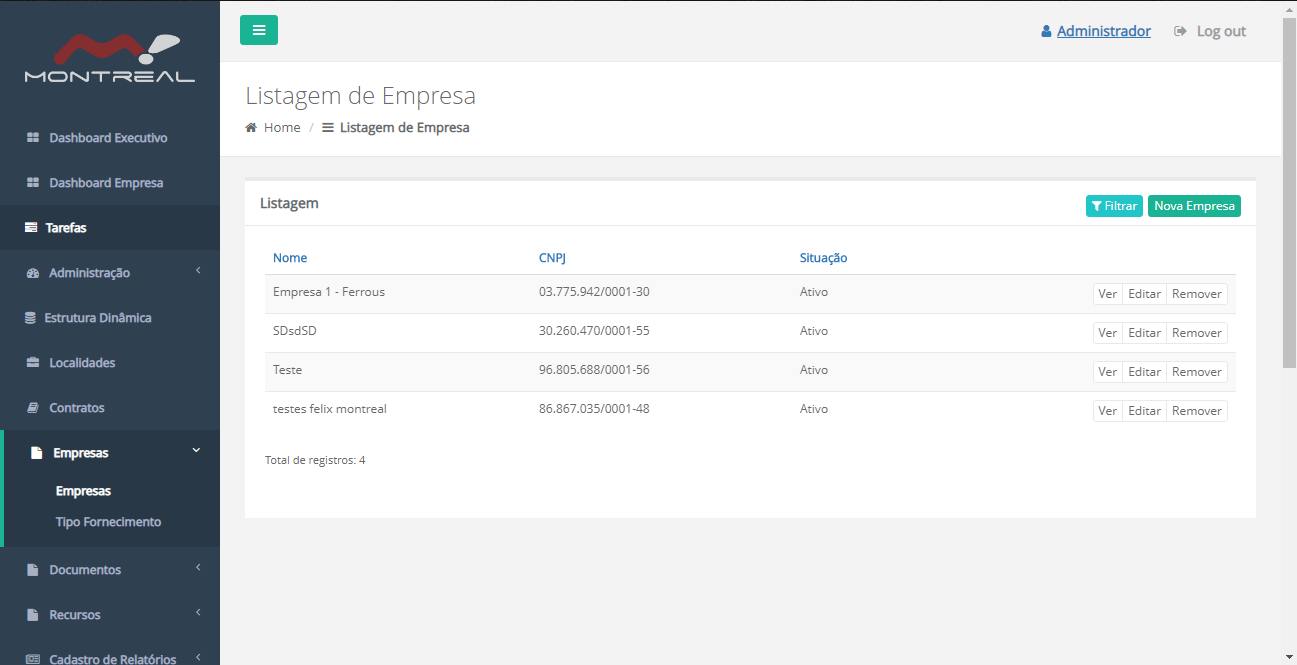 MONTREAL
Dashboard Executivo
Dashboard Empresa
Tarefas
Administração
Estrutura Dinâmica
Localidades
Contratos
Empresas
Empresas
Tipo Fornecimento
Documentos
Recursos
Cadastro de Relatórios
Administrador Log out
Listagem de Empresa
Home / Listagem de Empresa
Listagem Filtrar Nova Empresa
Nome CNPJ Situação
Empresa 1 - Ferrous 03.775.942/0001-30 Ativo Ver Editar Remover
SDsdSD 30.260.470/0001-55 Ativo Ver Editar Remover
Teste 96.805.688/0001-56 Ativo Ver Editar Remover
testes felix montreal 86.867.035/0001-48 Ativo Ver Editar Remover
Total de registros: 4